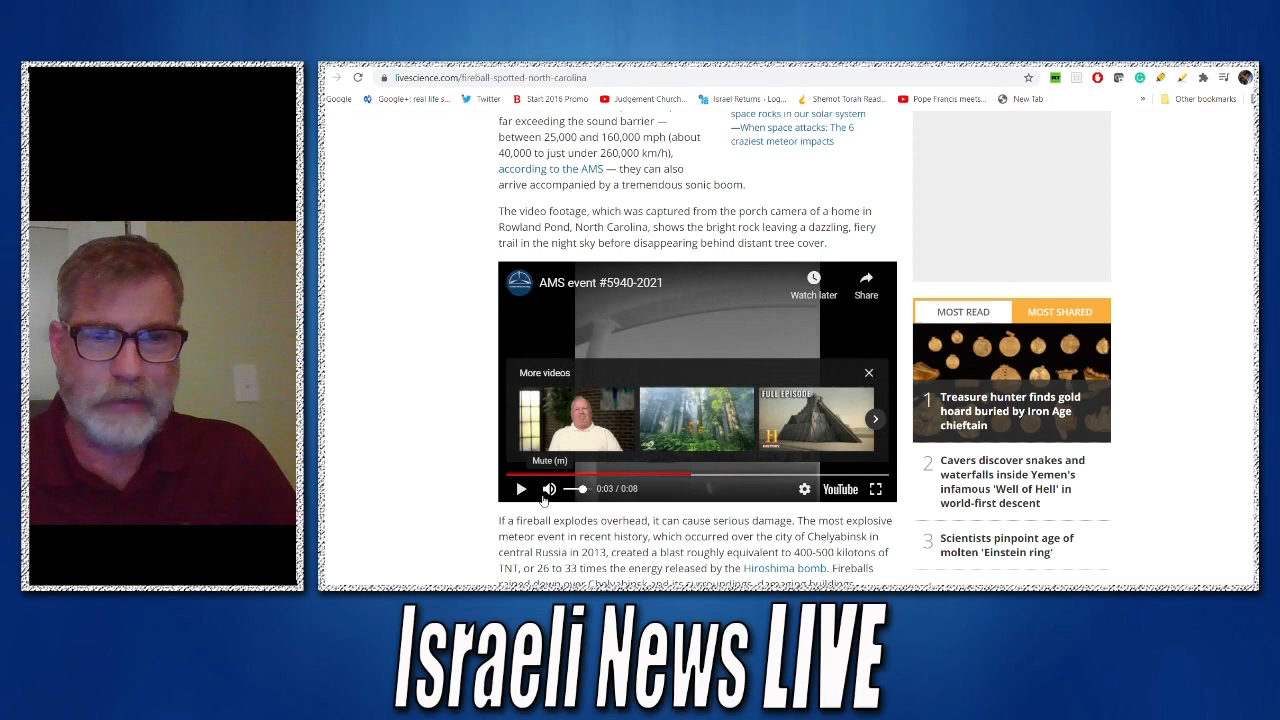 livescience.com/fireball-spotted-north-carolina
Google
Google+: real life s...
Twitter
Start 2016 Promo
Judgement Church...
Israel Returns - Log...
Shemot Torah Read...
Pope Francis meets...
New Tab
»
Other bookmarks
far exceeding the sound barrier —
between 25,000 and 160,000 mph (about
40,000 to just under 260,000 km/h),
according to the AMS — they can also
arrive accompanied by a tremendous sonic boom.
space rocks in our solar system
—When space attacks: The 6
craziest meteor impacts
The video footage, which was captured from the porch camera of a home in
Rowland Pond, North Carolina, shows the bright rock leaving a dazzling, fiery
trail in the night sky before disappearing behind distant tree cover.
AMS event #5940-2021
Watch later
Share
More videos
FULL EPISODE
H
HISTORY
Mute (m)
0:03 / 0:08
YouTube
If a fireball explodes overhead, it can cause serious damage. The most explosive
meteor event in recent history, which occurred over the city of Chelyabinsk in
central Russia in 2013, created a blast roughly equivalent to 400-500 kilotons of
TNT, or 26 to 33 times the energy released by the Hiroshima bomb. Fireballs
rained down over Chelyabinsk and its surroundings, damaging buildings,
MOST READ
MOST SHARED
1 Treasure hunter finds gold
hoard buried by Iron Age
chieftain
2 Cavers discover snakes and
waterfalls inside Yemen's
infamous 'Well of Hell' in
world-first descent
3 Scientists pinpoint age of
molten 'Einstein ring'
Israeli News LIVE